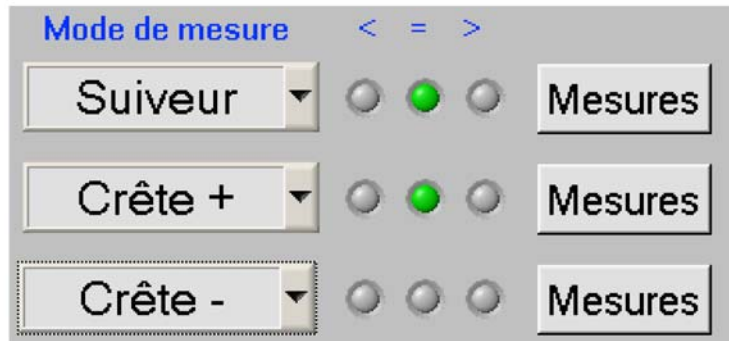 Mode de mesure < = >
Suiveur Mesures
Crête + Mesures
Crête - Mesures